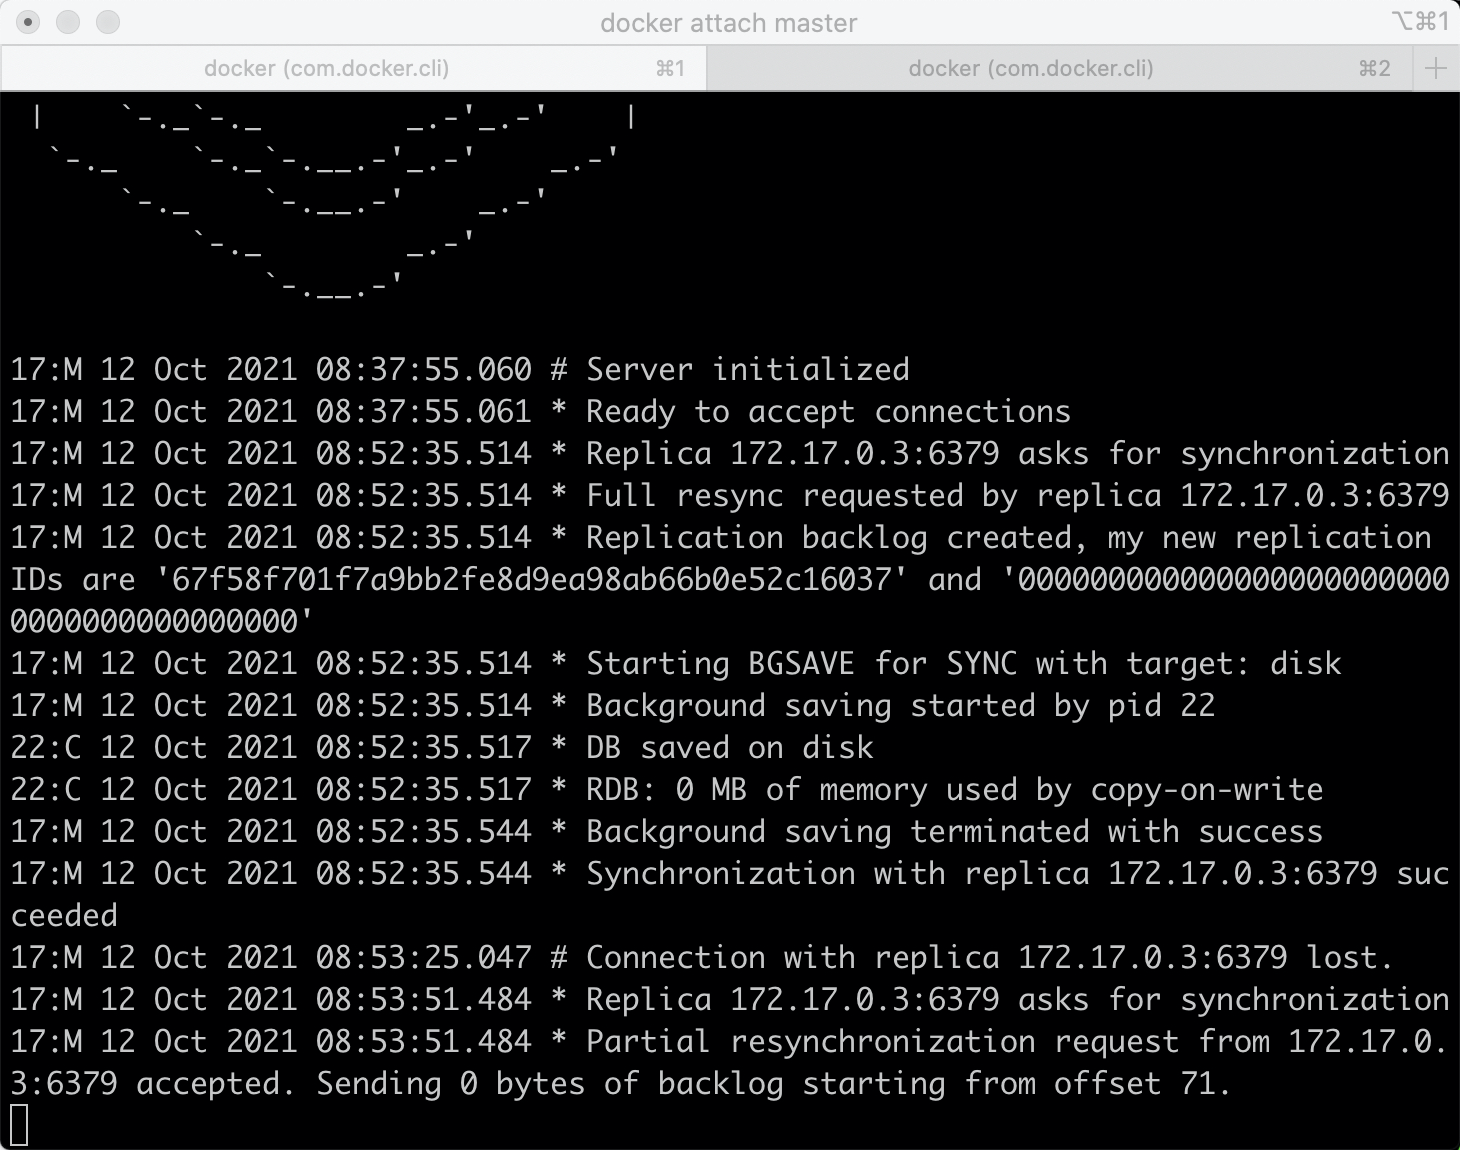 docker attach master
⌥⌘1
docker (com.docker.cli) ⌘1
docker (com.docker.cli) ⌘2
 |    `-._`-._        _.-'_.-'    |
  `-._    `-._`-.__.-'_.-'    _.-'
      `-._    `-.__.-'    _.-'
          `-._        _.-'
              `-.__.-'
17:M 12 Oct 2021 08:37:55.060 # Server initialized
17:M 12 Oct 2021 08:37:55.061 * Ready to accept connections
17:M 12 Oct 2021 08:52:35.514 * Replica 172.17.0.3:6379 asks for synchronization
17:M 12 Oct 2021 08:52:35.514 * Full resync requested by replica 172.17.0.3:6379
17:M 12 Oct 2021 08:52:35.514 * Replication backlog created, my new replication
IDs are '67f58f701f7a9bb2fe8d9ea98ab66b0e52c16037' and '000000000000000000000000
0000000000000000'
17:M 12 Oct 2021 08:52:35.514 * Starting BGSAVE for SYNC with target: disk
17:M 12 Oct 2021 08:52:35.514 * Background saving started by pid 22
22:C 12 Oct 2021 08:52:35.517 * DB saved on disk
22:C 12 Oct 2021 08:52:35.517 * RDB: 0 MB of memory used by copy-on-write
17:M 12 Oct 2021 08:52:35.544 * Background saving terminated with success
17:M 12 Oct 2021 08:52:35.544 * Synchronization with replica 172.17.0.3:6379 suc
ceeded
17:M 12 Oct 2021 08:53:25.047 # Connection with replica 172.17.0.3:6379 lost.
17:M 12 Oct 2021 08:53:51.484 * Replica 172.17.0.3:6379 asks for synchronization
17:M 12 Oct 2021 08:53:51.484 * Partial resynchronization request from 172.17.0.
3:6379 accepted. Sending 0 bytes of backlog starting from offset 71.